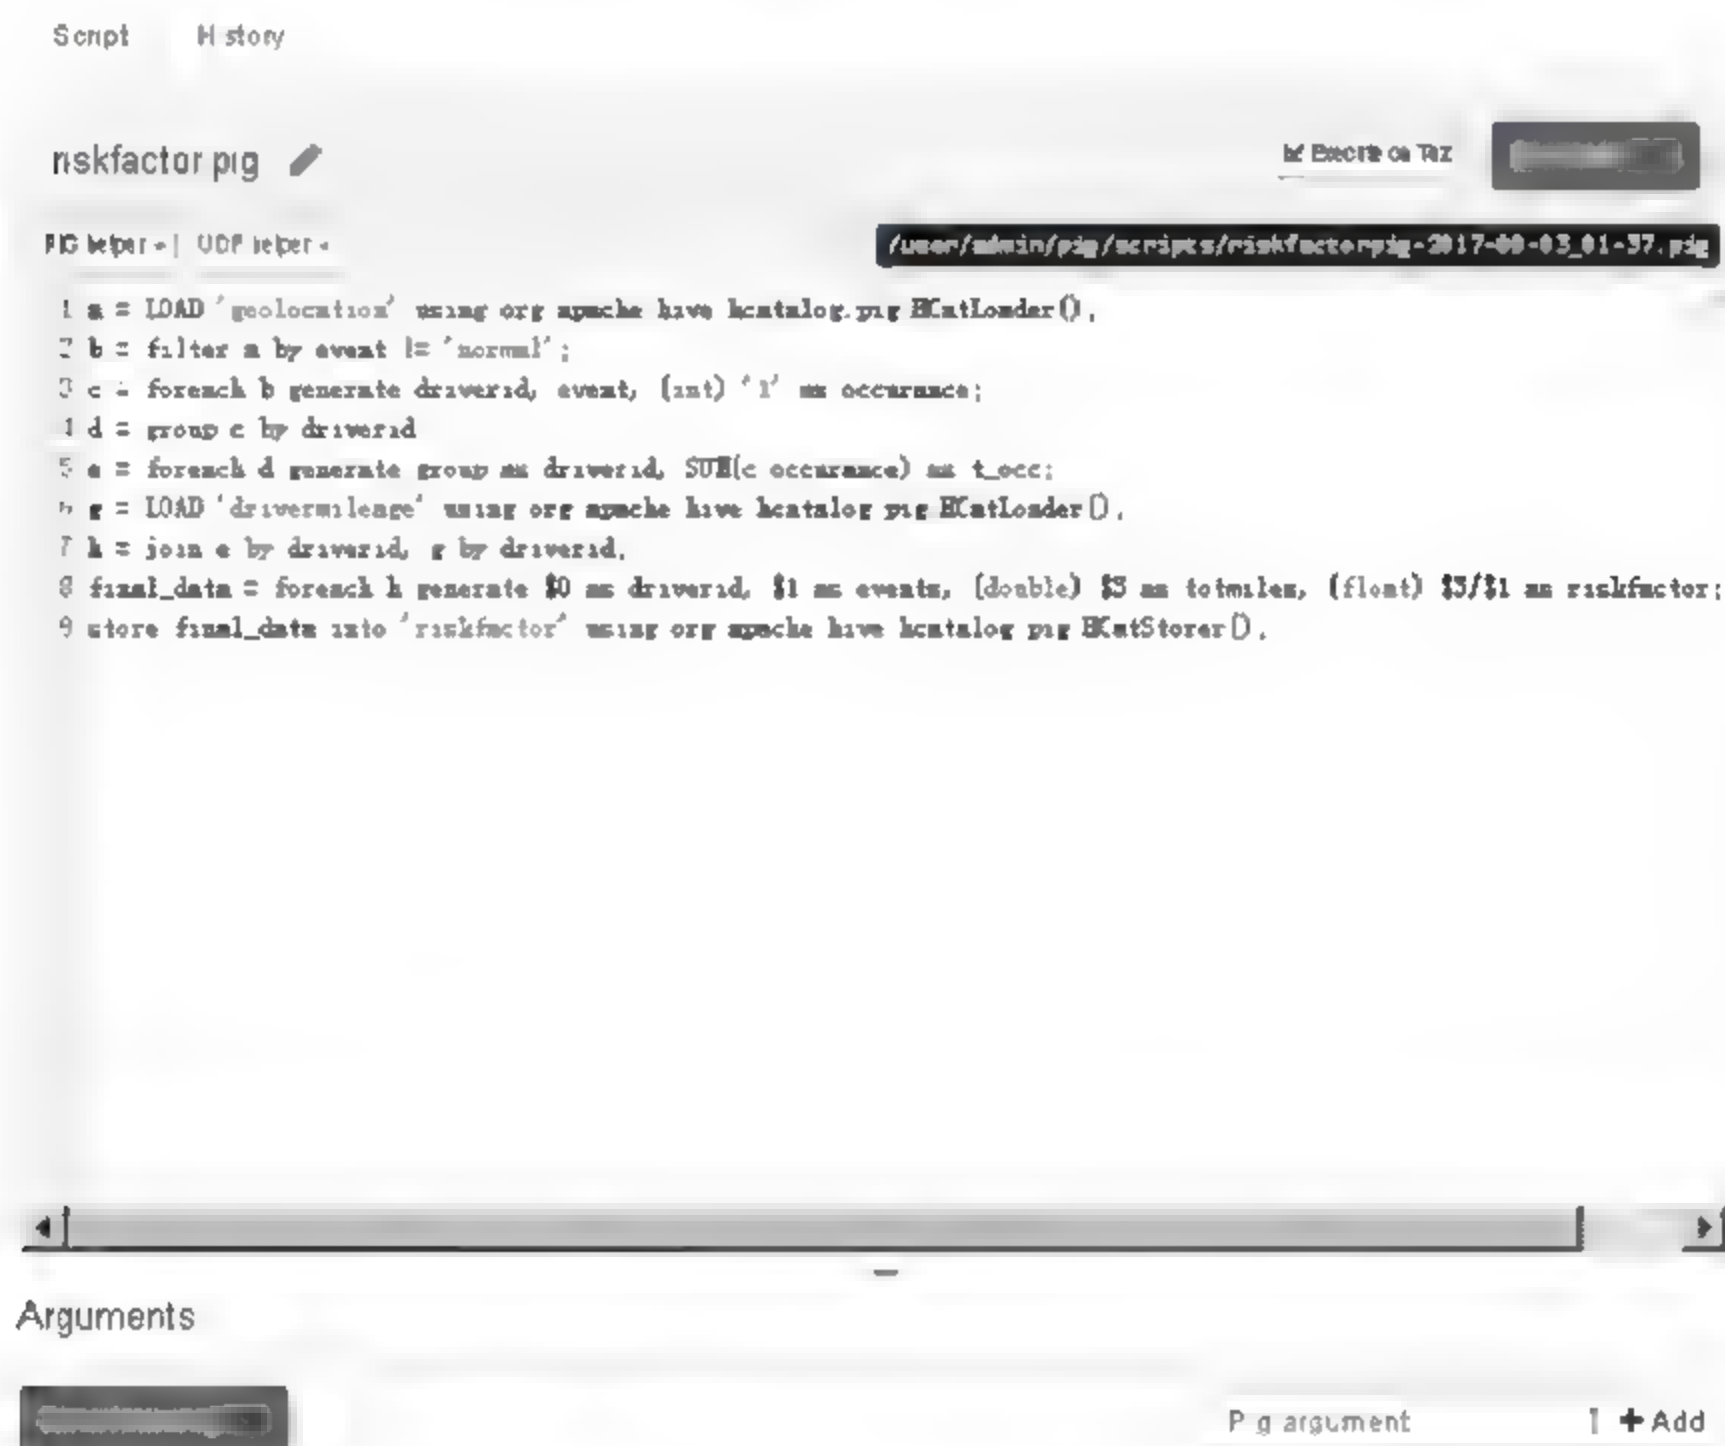 Script History
riskfactor pig Execute on Tez
PIG helper | UDF helper
/user/admin/pig/scripts/riskfactorpig-2017-08-03_01-37.pig
1 a = LOAD 'geolocation' using org apache hive hcatalog.pig HCatLoader();
2 b = filter a by event != 'normal';
3 c = foreach b generate driverid, event, (int) '1' as occurance;
4 d = group c by driverid
5 e = foreach d generate group as driverid, SUM(c occurance) as t_occ;
6 g = LOAD 'drivermileage' using org apache hive hcatalog pig HCatLoader();
7 h = join e by driverid, g by driverid;
8 final_data = foreach h generate $0 as driverid, $1 as events, (double) $3 as totmiles, (float) $3/$1 as riskfactor;
9 store final_data into 'riskfactor' using org apache hive hcatalog pig HCatStorer();
Arguments
Pig argument + Add